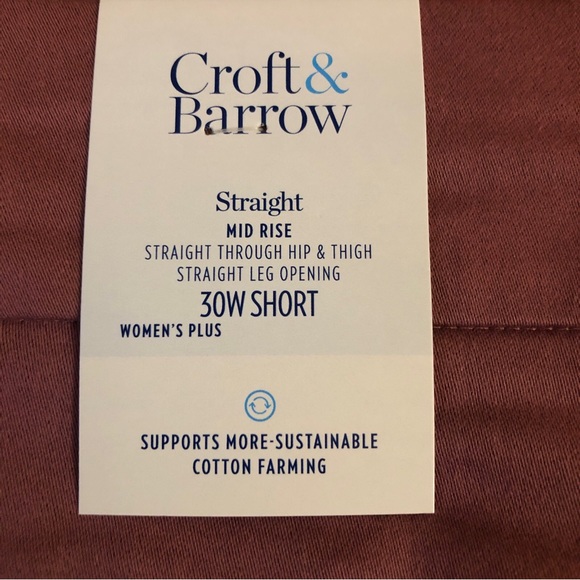 Croft&
Barrow
Straight
MID RISE
STRAIGHT THROUGH HIP & THIGH
STRAIGHT LEG OPENING
30W SHORT
WOMEN'S PLUS
SUPPORTS MORE-SUSTAINABLE
COTTON FARMING